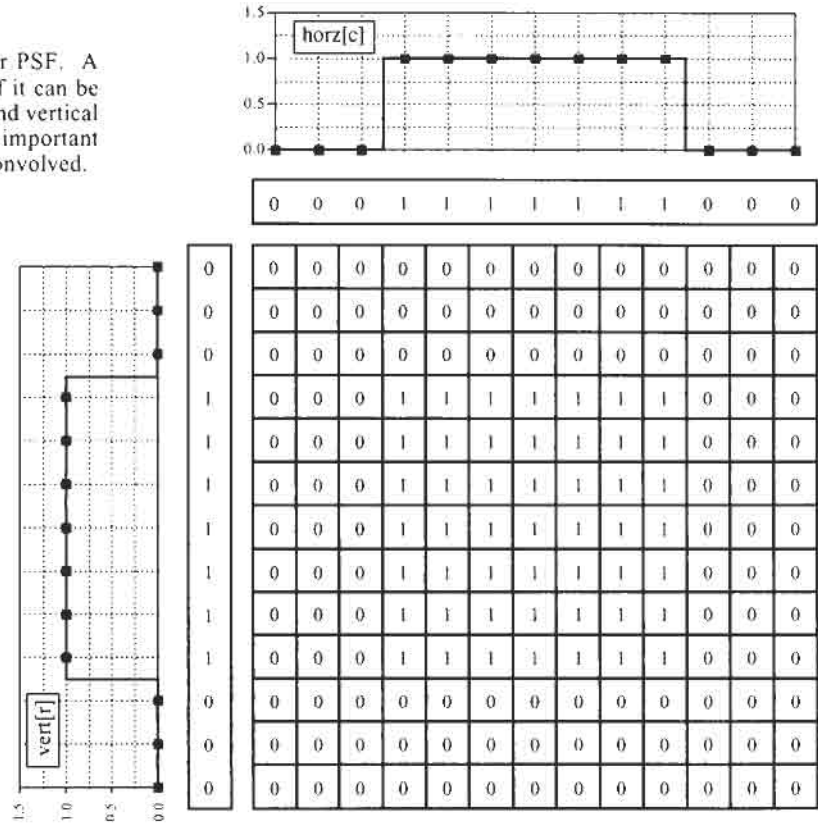 r PSF. A
f it can be
nd vertical
important
onvolved.
1.5
1.0
0.5
0.0
horz[c]
0 0 0 1 1 1 1 1 1 1 0 0 0
0 0 0 0 0 0 0 0 0 0 0 0 0 0
0 0 0 0 0 0 0 0 0 0 0 0 0 0
0 0 0 0 0 0 0 0 0 0 0 0 0 0
1 0 0 0 1 1 1 1 1 1 1 0 0 0
1 0 0 0 1 1 1 1 1 1 1 0 0 0
1 0 0 0 1 1 1 1 1 1 1 0 0 0
1 0 0 0 1 1 1 1 1 1 1 0 0 0
1 0 0 0 1 1 1 1 1 1 1 0 0 0
1 0 0 0 1 1 1 1 1 1 1 0 0 0
1 0 0 0 1 1 1 1 1 1 1 0 0 0
0 0 0 0 0 0 0 0 0 0 0 0 0 0
0 0 0 0 0 0 0 0 0 0 0 0 0 0
0 0 0 0 0 0 0 0 0 0 0 0 0 0
vert[r]
1.5 1.0 0.5 0.0